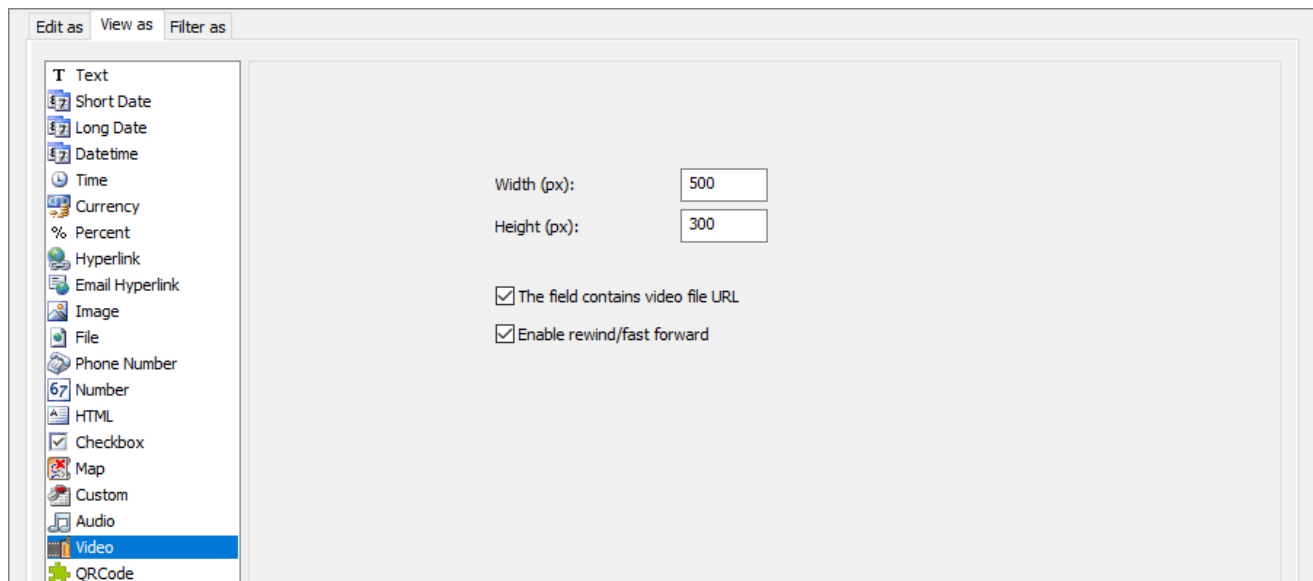 Edit as View as Filter as
T Text
Short Date
Long Date
Datetime
Time
Currency
% Percent
Hyperlink
Email Hyperlink
Image
File
Phone Number
67 Number
HTML
Checkbox
Map
Custom
Audio
Video
QRCode
Width (px): 500
Height (px): 300
The field contains video file URL
Enable rewind/fast forward